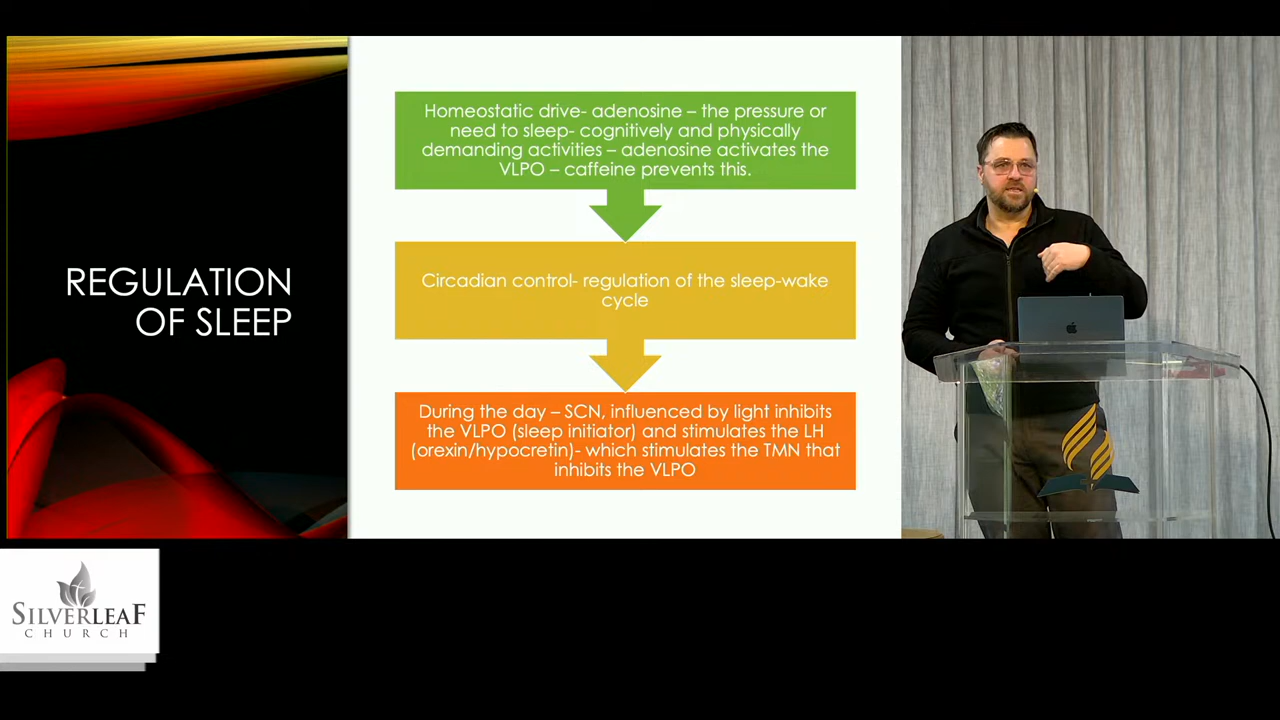 REGULATION
OF SLEEP
Homeostatic drive- adenosine – the pressure or
need to sleep- cognitively and physically
demanding activities – adenosine activates the
VLPO – caffeine prevents this.
Circadian control- regulation of the sleep-wake
cycle
During the day – SCN, influenced by light inhibits
the VLPO (sleep initiator) and stimulates the LH
(orexin/hypocretin)- which stimulates the TMN that
inhibits the VLPO
SILVERLEAF
CHURCH